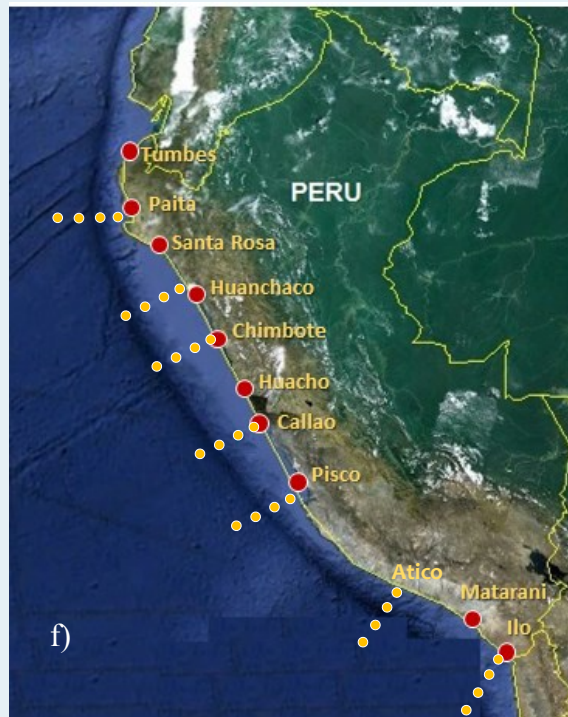 Tumbes
PERU
Paita
Santa Rosa
Huanchaco
Chimbote
Huacho
Callao
Pisco
Atico
Matarani
Ilo
f)